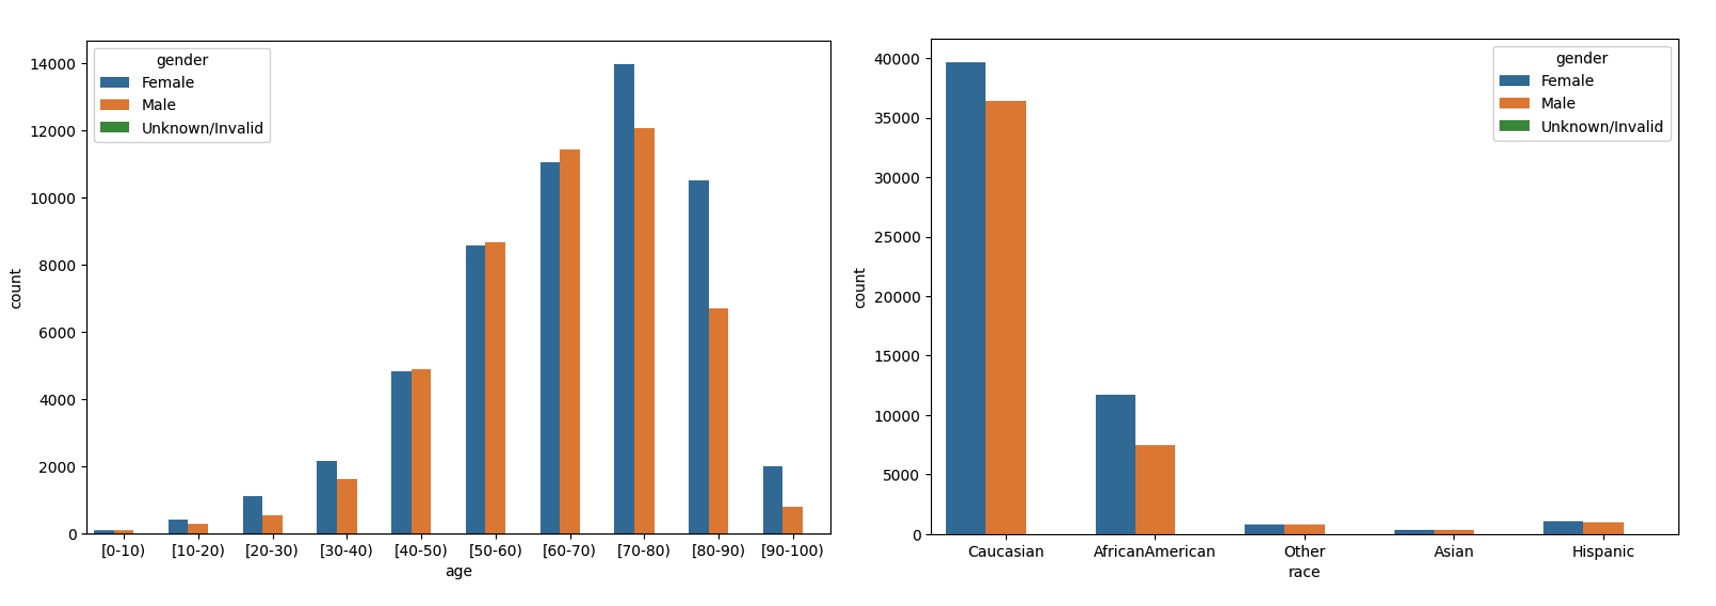 gender
Female
Male
Unknown/Invalid
14000
12000
10000
8000
6000
4000
2000
0
count
[0-10) [10-20) [20-30) [30-40) [40-50) [50-60) [60-70) [70-80) [80-90) [90-100)
age
gender
Female
Male
Unknown/Invalid
40000
35000
30000
25000
20000
15000
10000
5000
0
count
Caucasian AfricanAmerican Other Asian Hispanic
race